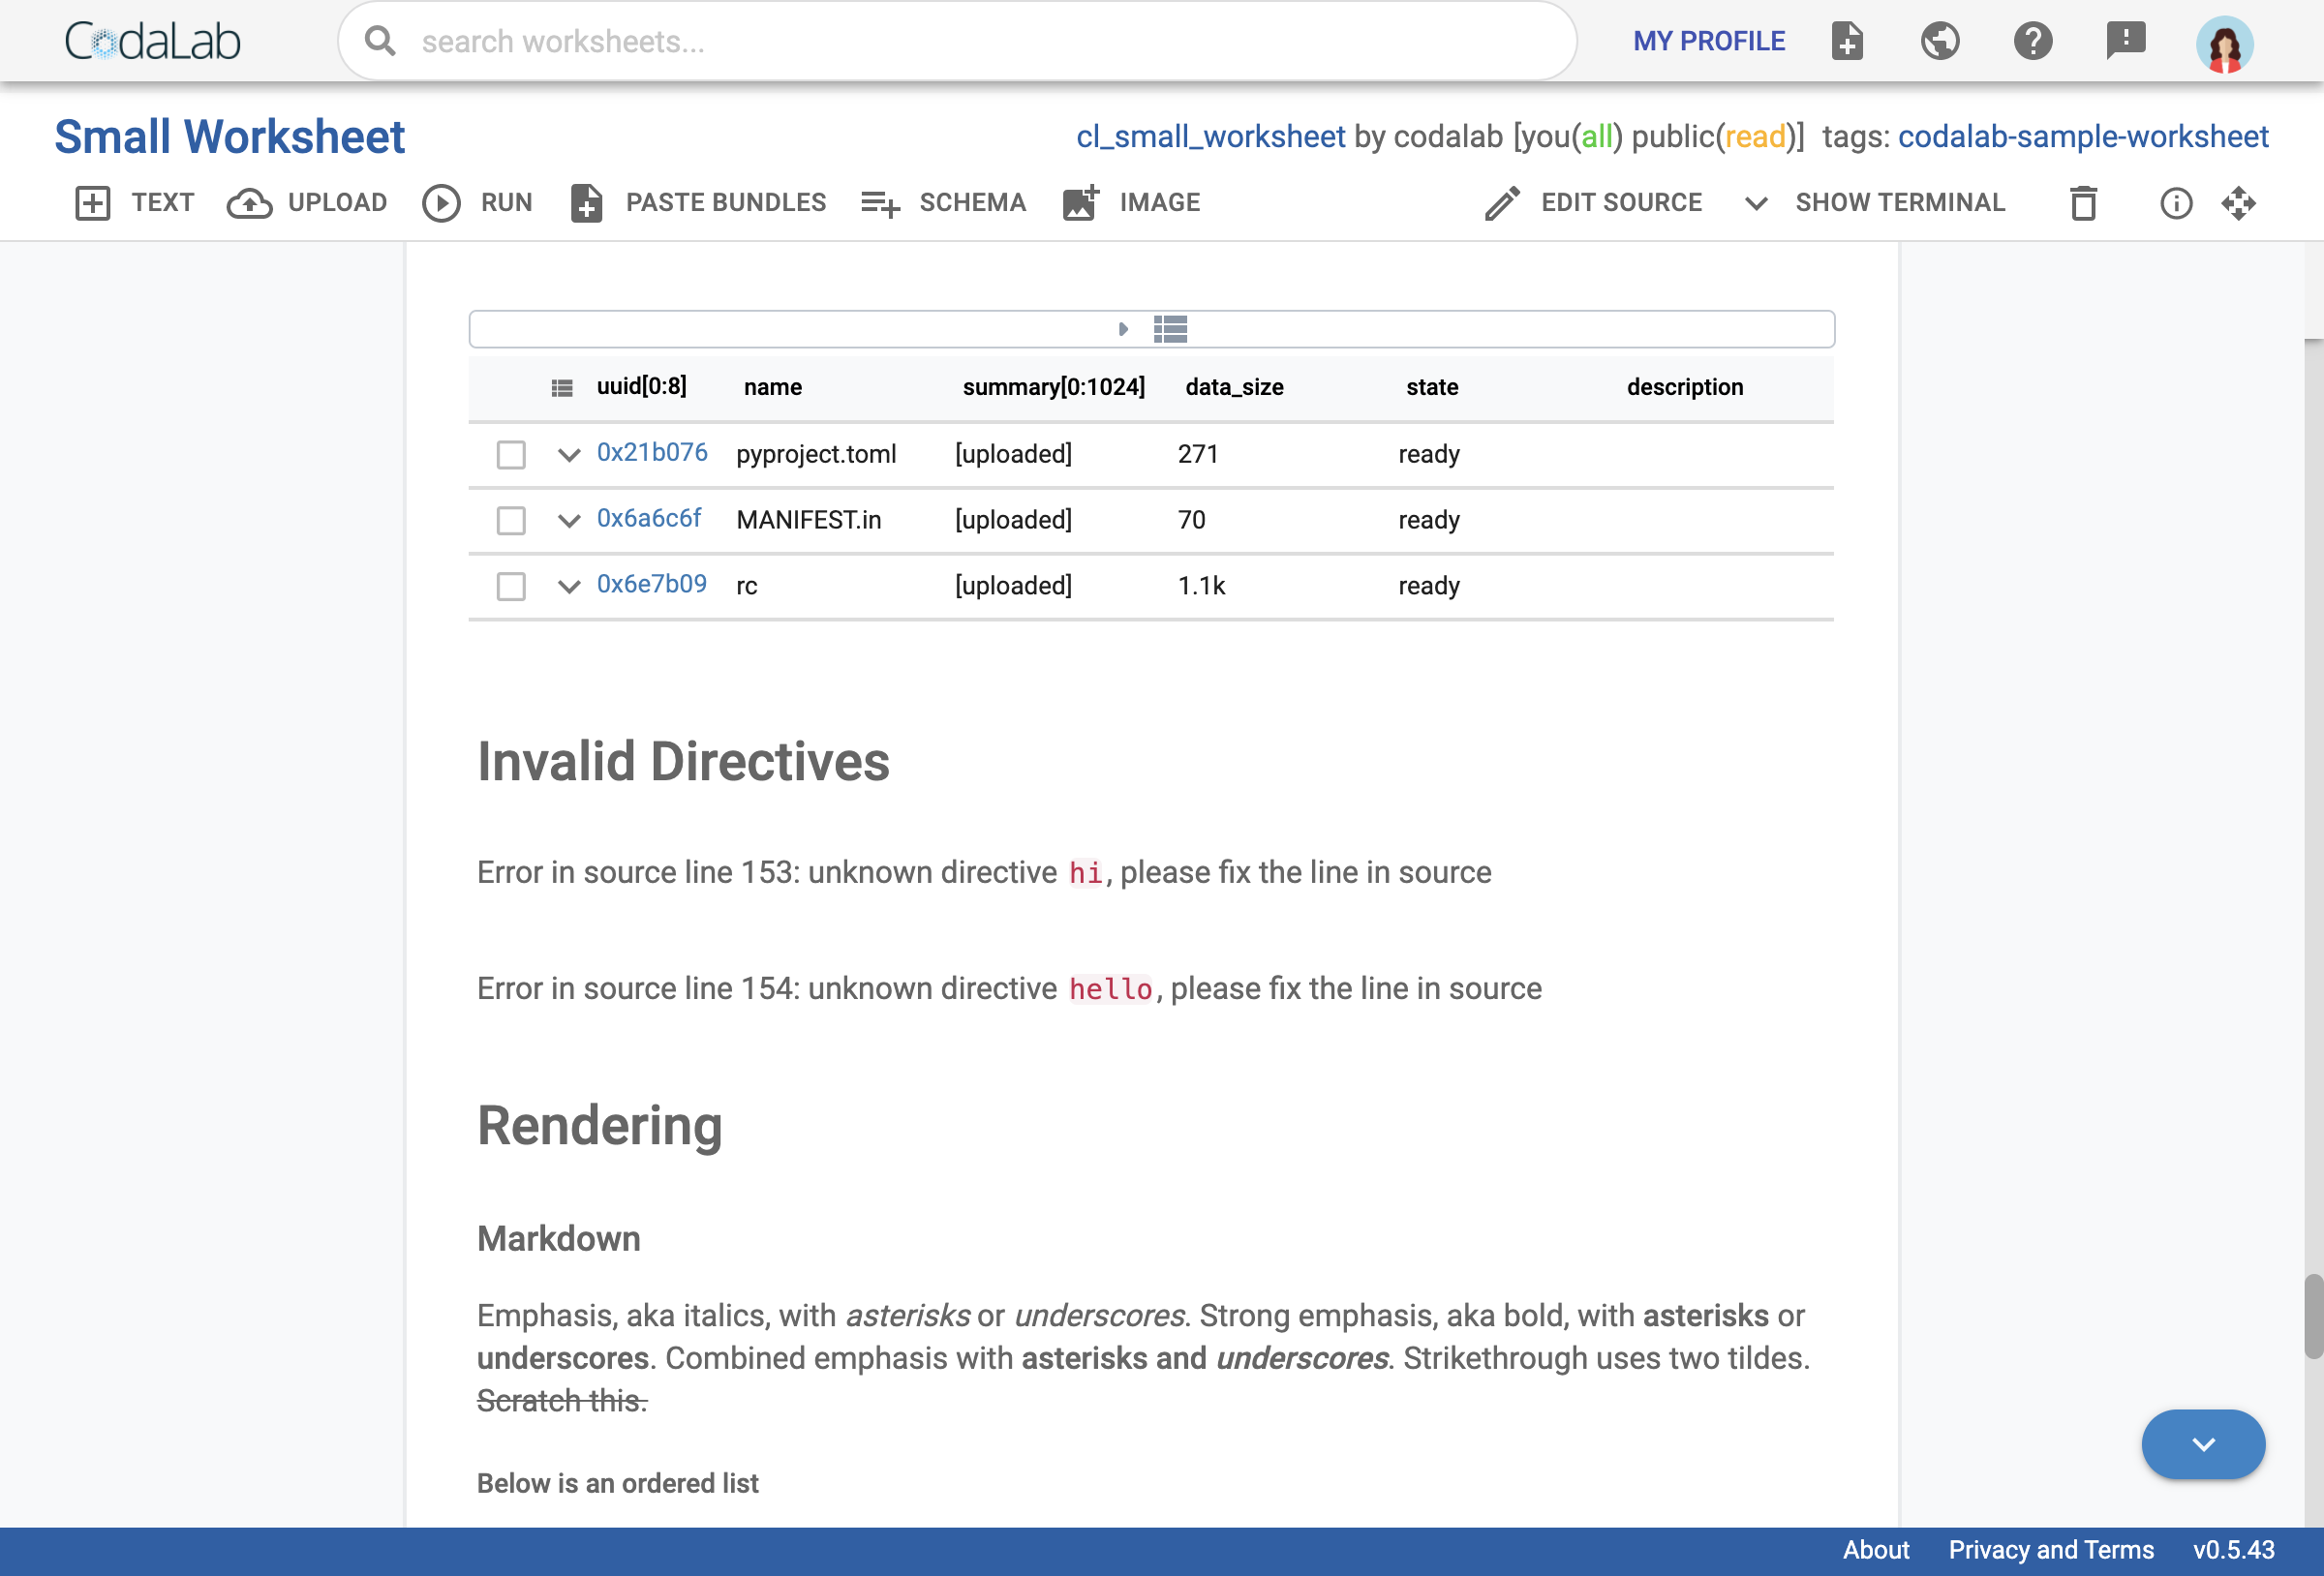 CodaLab search worksheets... MY PROFILE
Small Worksheet cl_small_worksheet by codalab [you(all) public(read)] tags: codalab-sample-worksheet
TEXT UPLOAD RUN PASTE BUNDLES SCHEMA IMAGE EDIT SOURCE SHOW TERMINAL
uuid[0:8] name summary[0:1024] data_size state description
0x21b076 pyproject.toml [uploaded] 271 ready
0x6a6c6f MANIFEST.in [uploaded] 70 ready
0x6e7b09 rc [uploaded] 1.1k ready
Invalid Directives
Error in source line 153: unknown directive hi, please fix the line in source
Error in source line 154: unknown directive hello, please fix the line in source
Rendering
Markdown
Emphasis, aka italics, with asterisks or underscores. Strong emphasis, aka bold, with asterisks or
underscores. Combined emphasis with asterisks and underscores. Strikethrough uses two tildes.
Scratch this.
Below is an ordered list
About Privacy and Terms v0.5.43